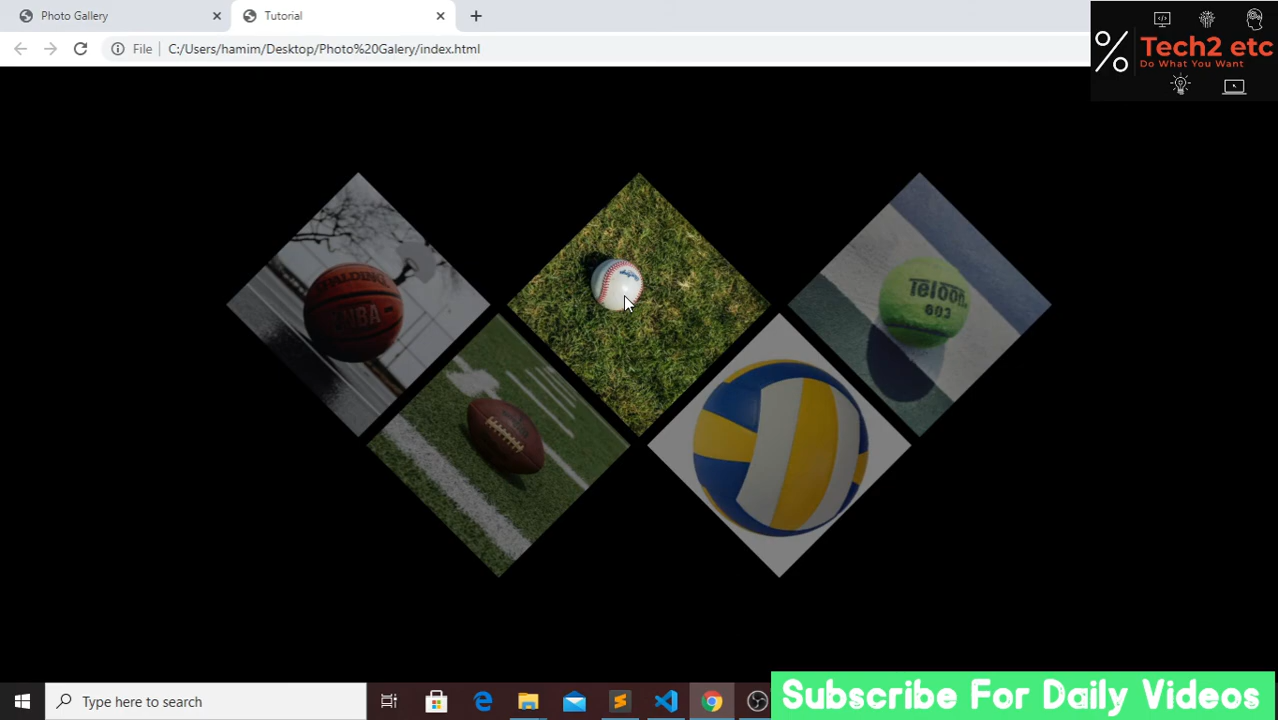 Photo Gallery
Tutorial
File
C:/Users/hamim/Desktop/Photo%20Galery/index.html
Tech2 etc
Do What You Want
SPALDING
NBA
Teloon
603
Type here to search
Subscribe For Daily Videos